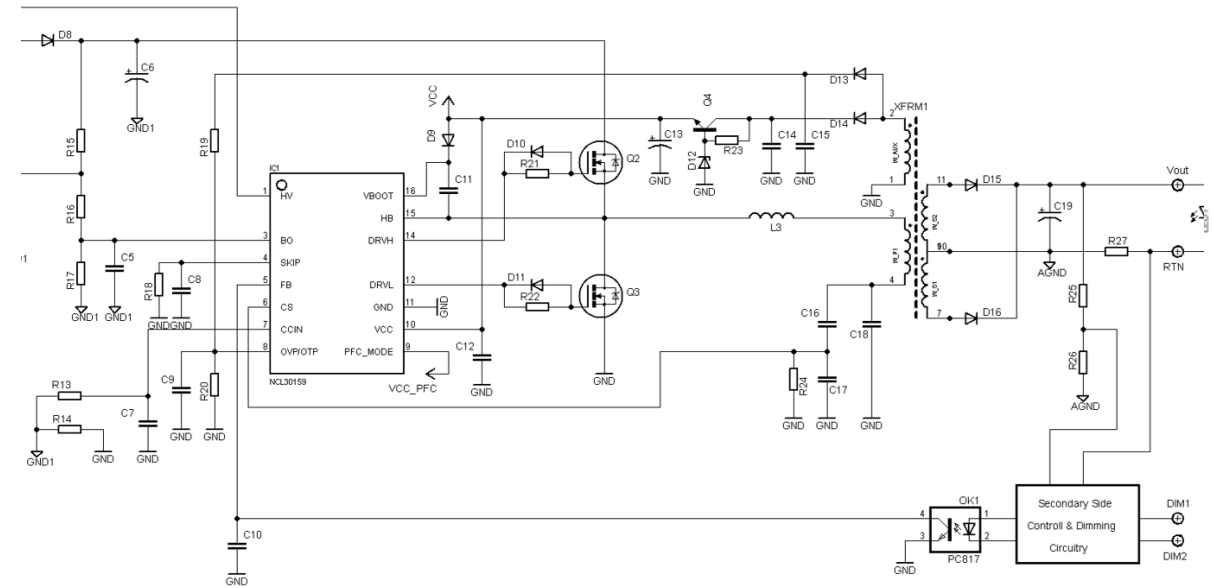 D8
C6
GND1
R15
R16
R17
GND1
C5
GND1
R19
VCC
D9
C11
D10
R21
Q2
C13
GND
Q4
D12
GND
R23
C14
GND
C15
GND
D13
D14
XFRM1
2
W_AUX
1
GND
3
4
11
D15
C19
AGND
Vout
R27
RTN
7
D16
R25
R26
AGND
L3
IC1
1 HV
VBOOT 16
HB 15
3 BO
DRVH 14
4 SKIP
5 FB
DRVL 12
6 CS
GND 11
GND
7 CCIN
VCC 10
8 OVP/OTP
PFC_MODE 9
NCL30159
VCC_PFC
C12
GND
D11
R22
Q3
GND
R18
GND
C8
GND
C9
GND
R20
GND
R13
R14
GND1
GND
C7
GND
C16
C18
R24
C17
GND
GND
GND
C10
GND
OK1
4
1
3
2
PC817
GND
Secondary Side
Controll & Dimming
Circuitry
DIM1
DIM2